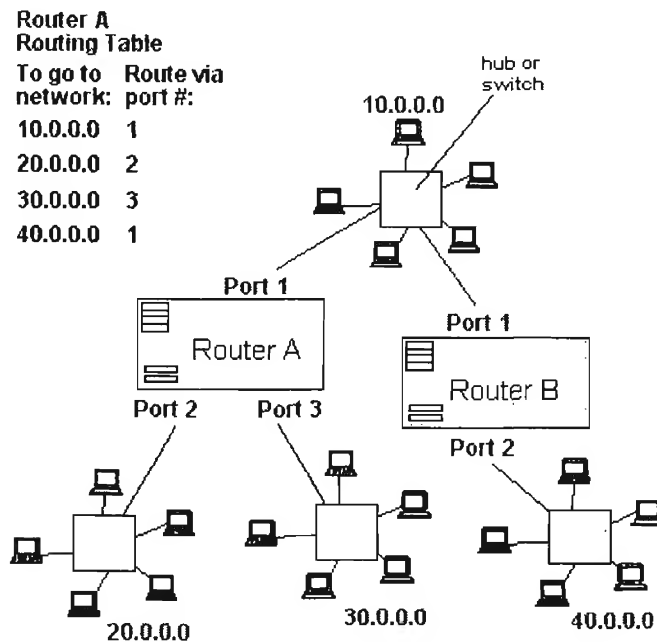 Router A
Routing Table
To go to network: Route via port #:
10.0.0.0 1
20.0.0.0 2
30.0.0.0 3
40.0.0.0 1
hub or
switch
10.0.0.0
Port 1
Router A
Port 2 Port 3
Port 1
Router B
Port 2
20.0.0.0
30.0.0.0
40.0.0.0